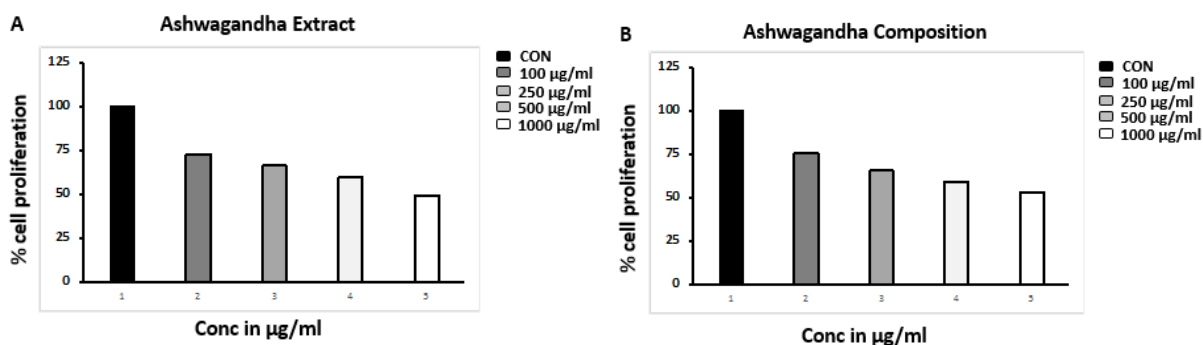 A
Ashwagandha Extract
125
100
75
50
25
0
% cell proliferation
1 2 3 4 5
Conc in µg/ml
CON
100 µg/ml
250 µg/ml
500 µg/ml
1000 µg/ml
B
Ashwagandha Composition
125
100
75
50
25
0
% cell proliferation
1 2 3 4 5
Conc in µg/ml
CON
100 µg/ml
250 µg/ml
500 µg/ml
1000 µg/ml